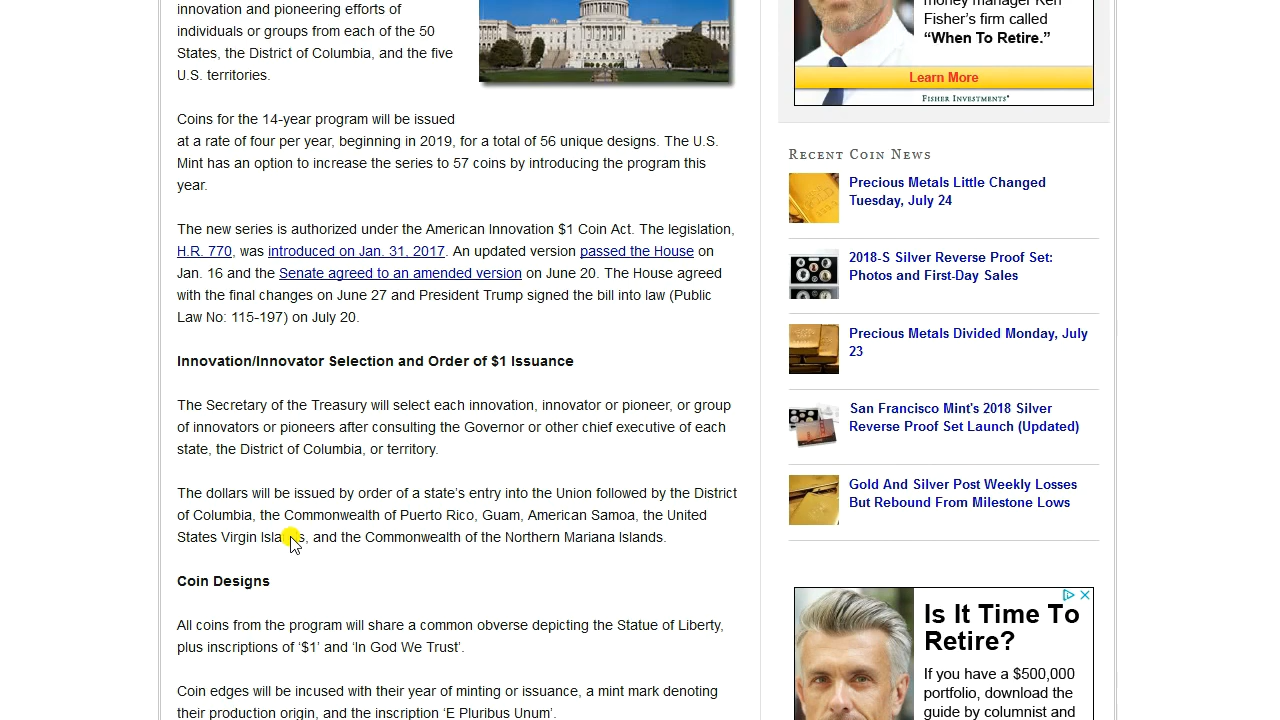 innovation and pioneering efforts of
individuals or groups from each of the 50
States, the District of Columbia, and the five
U.S. territories.
Coins for the 14-year program will be issued
at a rate of four per year, beginning in 2019, for a total of 56 unique designs. The U.S.
Mint has an option to increase the series to 57 coins by introducing the program this
year.
The new series is authorized under the American Innovation $1 Coin Act. The legislation,
H.R. 770, was introduced on Jan. 31, 2017. An updated version passed the House on
Jan. 16 and the Senate agreed to an amended version on June 20. The House agreed
with the final changes on June 27 and President Trump signed the bill into law (Public
Law No: 115-197) on July 20.
Innovation/Innovator Selection and Order of $1 Issuance
The Secretary of the Treasury will select each innovation, innovator or pioneer, or group
of innovators or pioneers after consulting the Governor or other chief executive of each
state, the District of Columbia, or territory.
The dollars will be issued by order of a state's entry into the Union followed by the District
of Columbia, the Commonwealth of Puerto Rico, Guam, American Samoa, the United
States Virgin Islands, and the Commonwealth of the Northern Mariana Islands.
Coin Designs
All coins from the program will share a common obverse depicting the Statue of Liberty,
plus inscriptions of ‘$1’ and ‘In God We Trust’.
Coin edges will be incused with their year of minting or issuance, a mint mark denoting
their production origin, and the inscription ‘E Pluribus Unum’.
money manager Ken
Fisher's firm called
“When To Retire.”
Learn More
Fisher Investments®
Recent Coin News
Precious Metals Little Changed
Tuesday, July 24
2018-S Silver Reverse Proof Set:
Photos and First-Day Sales
Precious Metals Divided Monday, July
23
San Francisco Mint's 2018 Silver
Reverse Proof Set Launch (Updated)
Gold And Silver Post Weekly Losses
But Rebound From Milestone Lows
Is It Time To
Retire?
If you have a $500,000
portfolio, download the
guide by columnist and